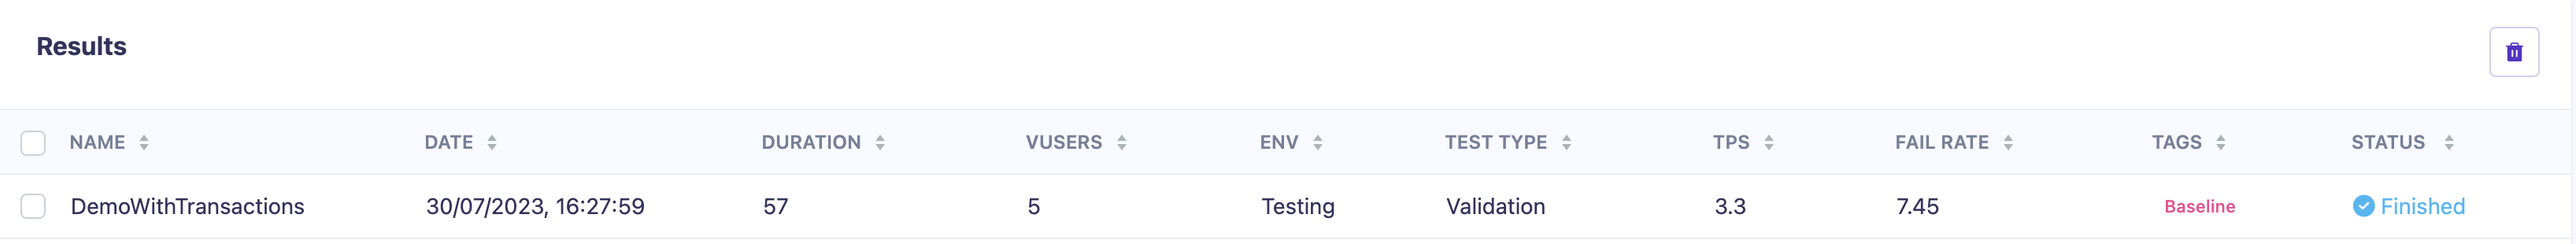 Results
NAME DATE DURATION VUSERS ENV TEST TYPE TPS FAIL RATE TAGS STATUS
DemoWithTransactions 30/07/2023, 16:27:59 57 5 Testing Validation 3.3 7.45 Baseline Finished